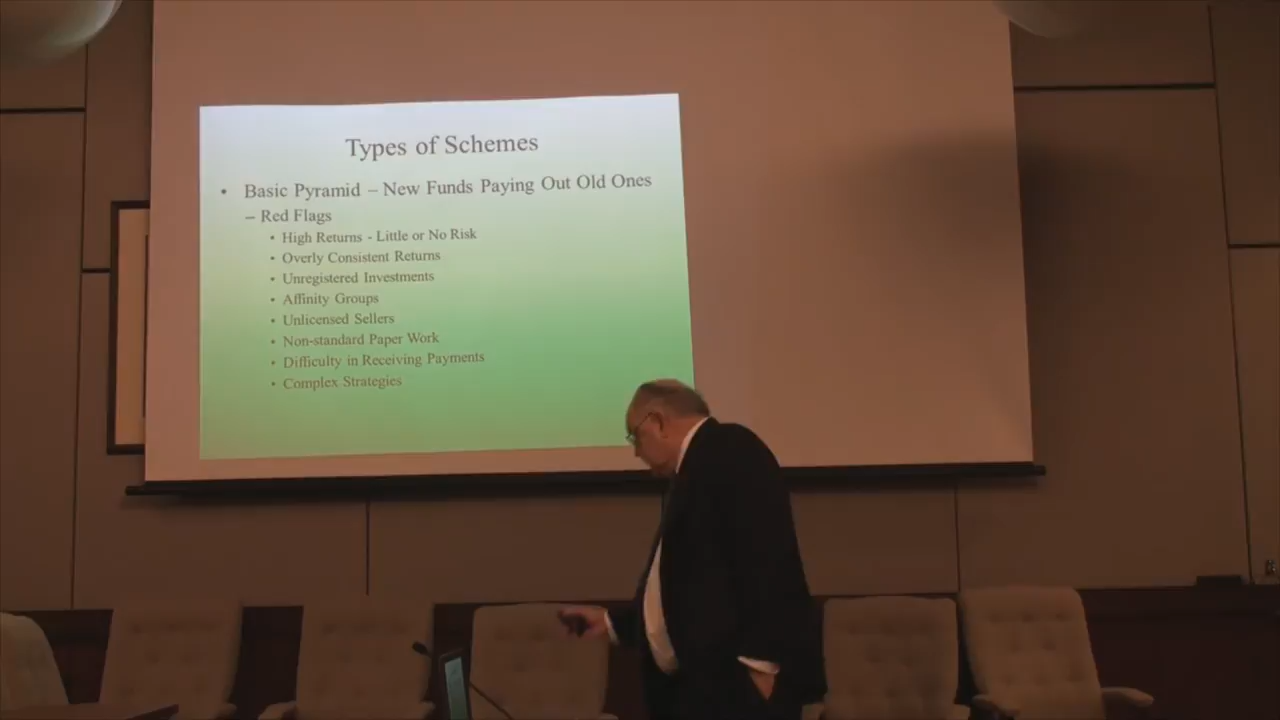 Types of Schemes
• Basic Pyramid – New Funds Paying Out Old Ones
– Red Flags
• High Returns - Little or No Risk
• Overly Consistent Returns
• Unregistered Investments
• Affinity Groups
• Unlicensed Sellers
• Non-standard Paper Work
• Difficulty in Receiving Payments
• Complex Strategies